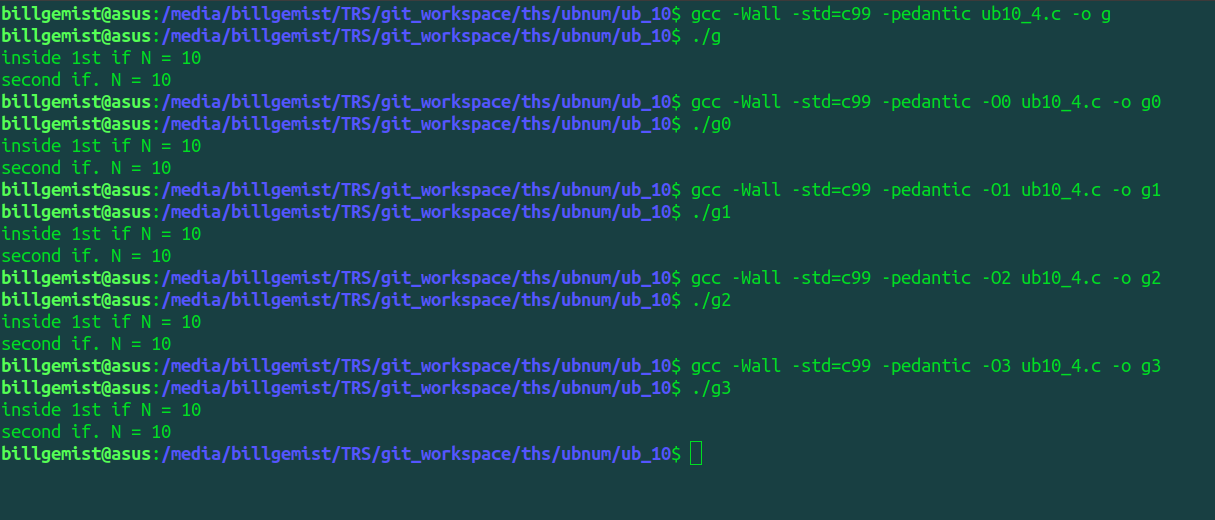 billgemist@asus:/media/billgemist/TRS/git_workspace/ths/ubnum/ub_10$ gcc -Wall -std=c99 -pedantic ub10_4.c -o g
billgemist@asus:/media/billgemist/TRS/git_workspace/ths/ubnum/ub_10$ ./g
inside 1st if N = 10
second if. N = 10
billgemist@asus:/media/billgemist/TRS/git_workspace/ths/ubnum/ub_10$ gcc -Wall -std=c99 -pedantic -O0 ub10_4.c -o g0
billgemist@asus:/media/billgemist/TRS/git_workspace/ths/ubnum/ub_10$ ./g0
inside 1st if N = 10
second if. N = 10
billgemist@asus:/media/billgemist/TRS/git_workspace/ths/ubnum/ub_10$ gcc -Wall -std=c99 -pedantic -O1 ub10_4.c -o g1
billgemist@asus:/media/billgemist/TRS/git_workspace/ths/ubnum/ub_10$ ./g1
inside 1st if N = 10
second if. N = 10
billgemist@asus:/media/billgemist/TRS/git_workspace/ths/ubnum/ub_10$ gcc -Wall -std=c99 -pedantic -O2 ub10_4.c -o g2
billgemist@asus:/media/billgemist/TRS/git_workspace/ths/ubnum/ub_10$ ./g2
inside 1st if N = 10
second if. N = 10
billgemist@asus:/media/billgemist/TRS/git_workspace/ths/ubnum/ub_10$ gcc -Wall -std=c99 -pedantic -O3 ub10_4.c -o g3
billgemist@asus:/media/billgemist/TRS/git_workspace/ths/ubnum/ub_10$ ./g3
inside 1st if N = 10
second if. N = 10
billgemist@asus:/media/billgemist/TRS/git_workspace/ths/ubnum/ub_10$